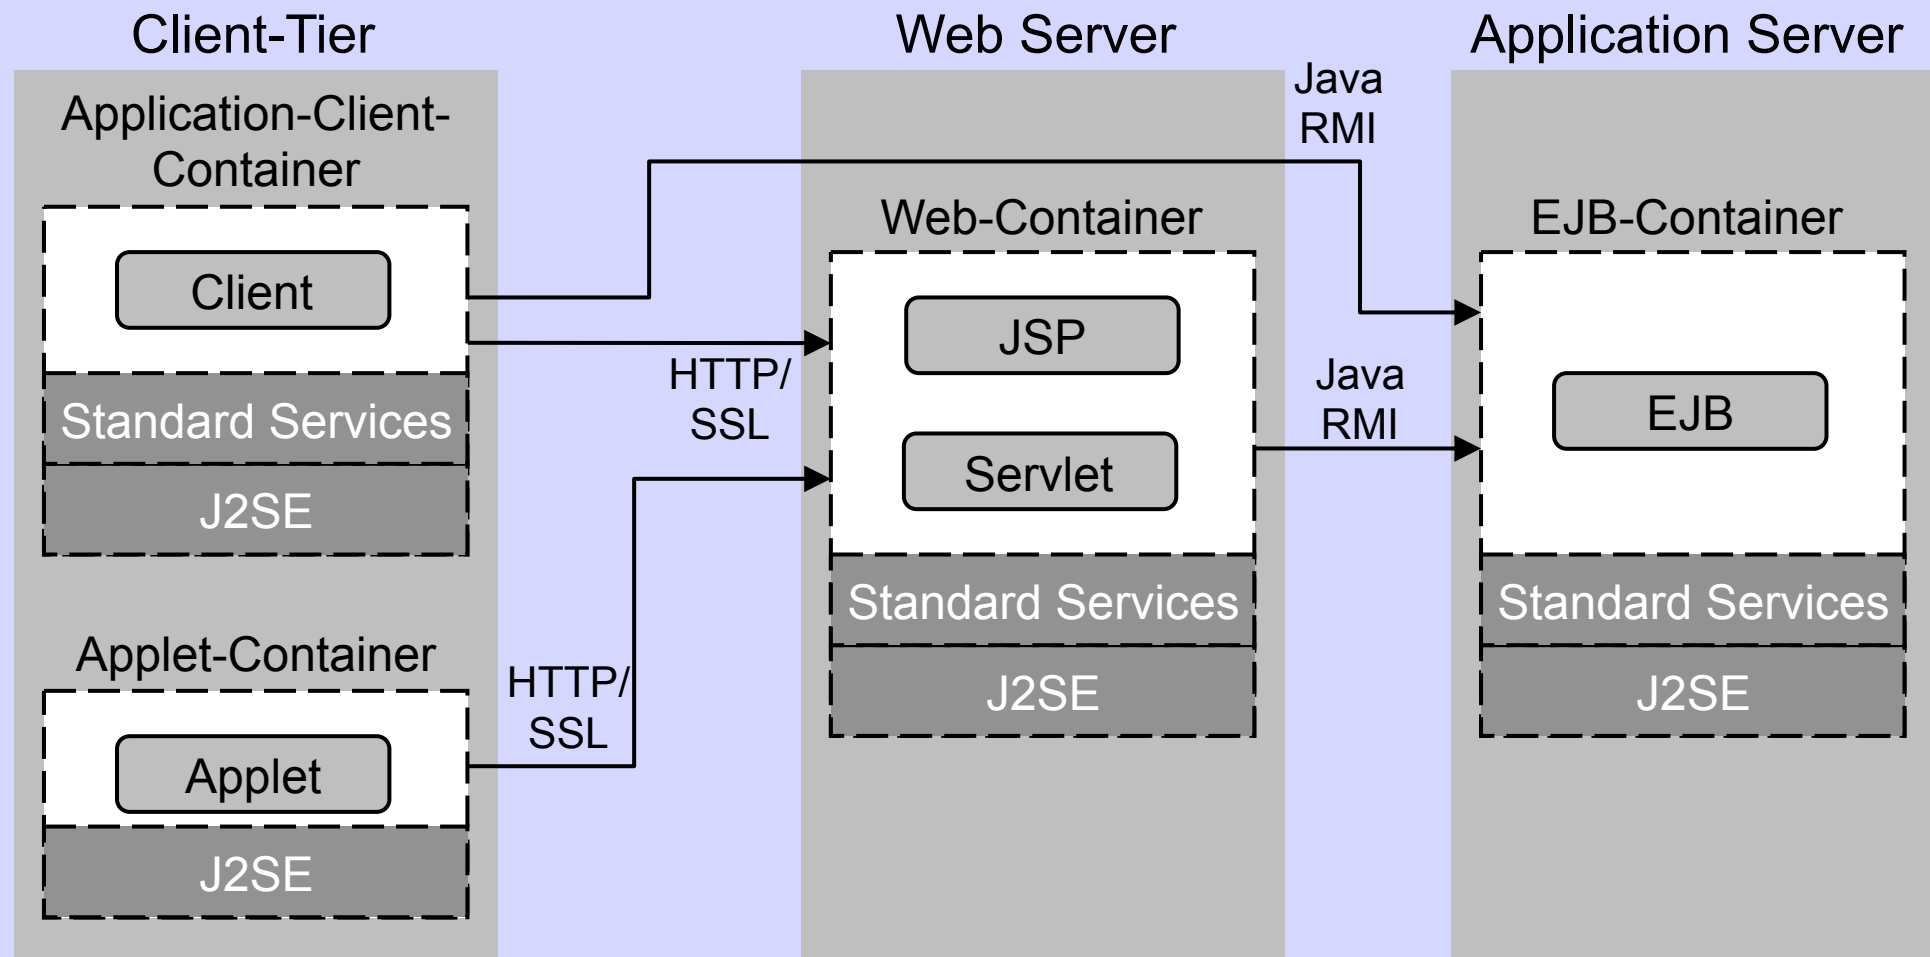 Client-Tier
Application-Client-
Container
Client
Standard Services
J2SE
Applet-Container
Applet
J2SE
HTTP/
SSL
HTTP/
SSL
Web Server
Web-Container
JSP
Servlet
Standard Services
J2SE
Java
RMI
Java
RMI
Application Server
EJB-Container
EJB
Standard Services
J2SE